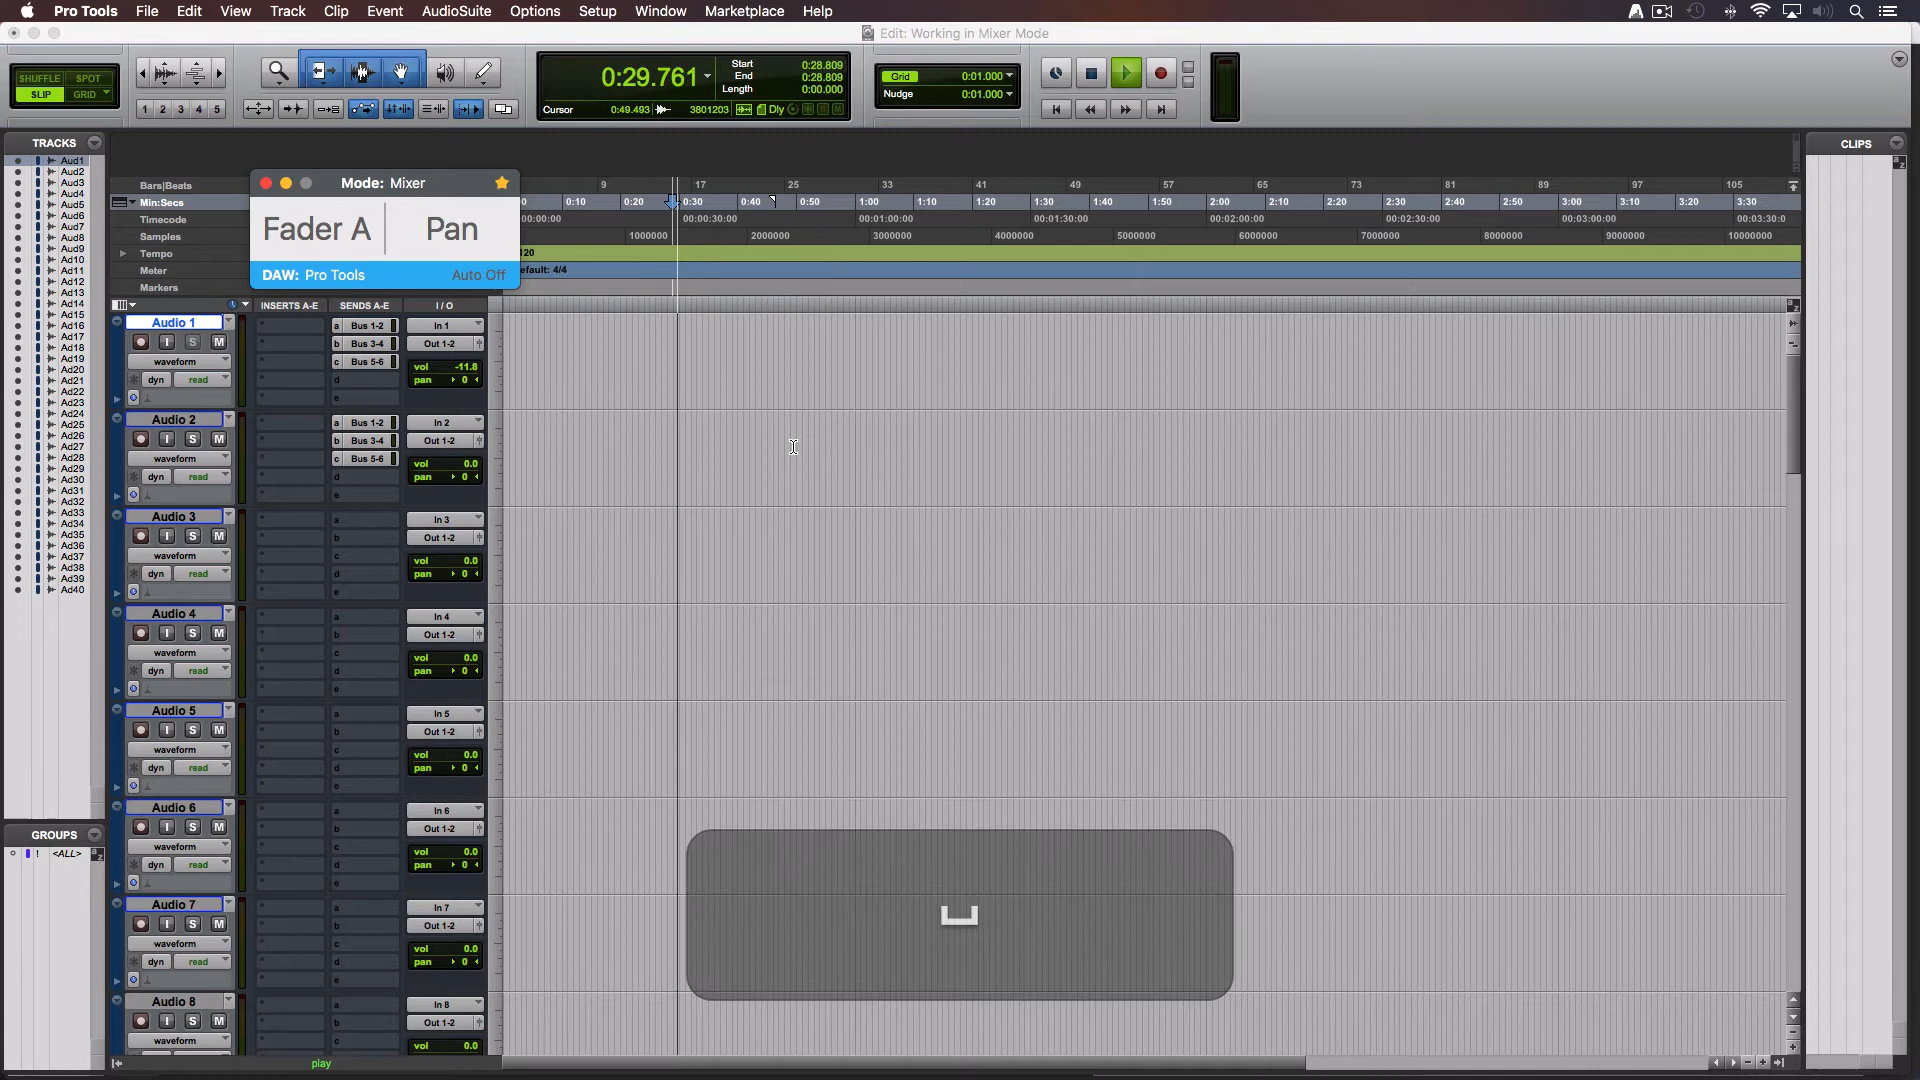 Pro Tools File Edit View Track Clip Event AudioSuite Options Setup Window Marketplace Help
Edit: Working in Mixer Mode
SHUFFLE SPOT
SLIP GRID
1 2 3 4 5
0:29.761
Start 0:28.809
End 0:28.809
Length 0:00.000
Cursor 0:49.493 3801203 Dly S M
Grid 0:01.000
Nudge 0:01.000
TRACKS
Aud1
Aud2
Aud3
Aud4
Aud5
Aud6
Aud7
Aud8
Aud9
Ad10
Ad11
Ad12
Ad13
Ad14
Ad15
Ad16
Ad17
Ad18
Ad19
Ad20
Ad21
Ad22
Ad23
Ad24
Ad25
Ad26
Ad27
Ad28
Ad29
Ad30
Ad31
Ad32
Ad33
Ad34
Ad35
Ad36
Ad37
Ad38
Ad39
Ad40
GROUPS
! <ALL>
CLIPS
Bars|Beats 9 17 25 33 41 49 57 65 73 81 89 97 105
Min:Secs 0 0:10 0:20 0:30 0:40 0:50 1:00 1:10 1:20 1:30 1:40 1:50 2:00 2:10 2:20 2:30 2:40 2:50 3:00 3:10 3:20 3:30
Timecode 00:00:00 00:00:30:00 00:01:00:00 00:01:30:00 00:02:00:00 00:02:30:00 00:03:00:00 00:03:30
Samples 1000000 2000000 3000000 4000000 5000000 6000000 7000000 8000000 9000000 10000000
Tempo 120
Meter efault: 4/4
Markers
Mode: Mixer
Fader A Pan
DAW: Pro Tools Auto Off
INSERTS A-E SENDS A-E I / O
Audio 1 a Bus 1-2 In 1
I S M b Bus 3-4 Out 1-2
waveform c Bus 5-6 vol -11.8
dyn read d pan 0
e
Audio 2 a Bus 1-2 In 2
I S M b Bus 3-4 Out 1-2
waveform c Bus 5-6 vol 0.0
dyn read d pan 0
e
Audio 3 a In 3
I S M b Out 1-2
waveform c vol 0.0
dyn read d pan 0
e
Audio 4 a In 4
I S M b Out 1-2
waveform c vol 0.0
dyn read d pan 0
e
Audio 5 a In 5
I S M b Out 1-2
waveform c vol 0.0
dyn read d pan 0
e
Audio 6 a In 6
I S M b Out 1-2
waveform c vol 0.0
dyn read d pan 0
e
Audio 7 a In 7
I S M b Out 1-2
waveform c vol 0.0
dyn read d pan 0
e
Audio 8 a In 8
I S M b Out 1-2
waveform c vol 0.0
play